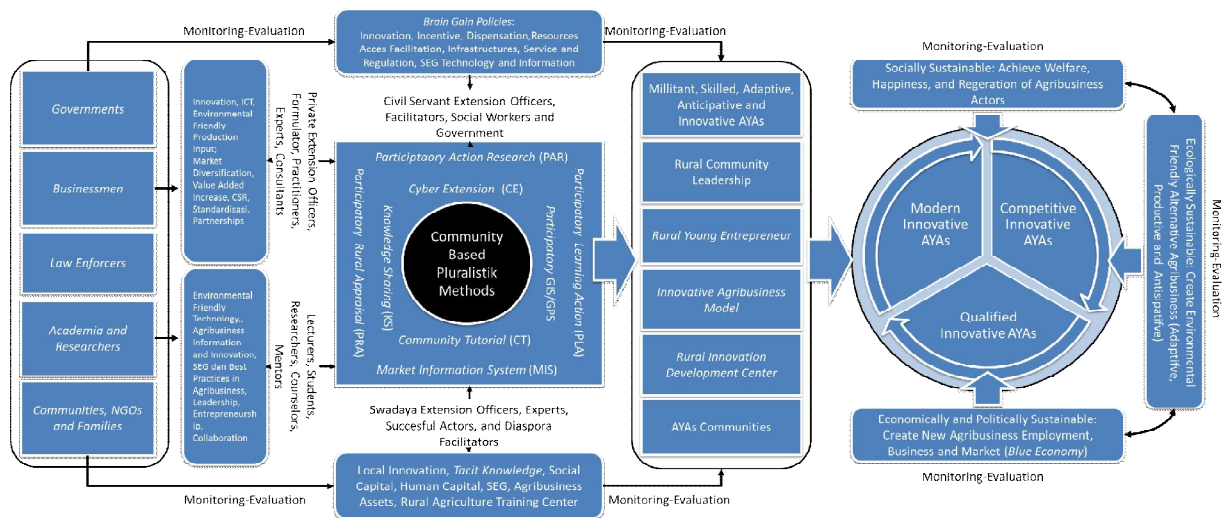 Monitoring-Evaluation
Brain Gain Policies:
Innovation, Incentive, Dispensation,Resources
Acces Facilitation, Infrastructures, Service and
Regulation, SEG Technology and Information
Monitoring-Evaluation
Governments
Businessmen
Law Enforcers
Academia and
Researchers
Communities, NGOs
and Families
Innovation, ICT,
Environmental
Friendly
Production
Input;
Market
Diversification,
Value Added
Increase, CSR,
Standardisasi.
Partnerships
Environmental
Friendly
Technology,.
Agribusiness
Information
and Innovation,
SEG dan Best
Practices in
Agribusiness,
Leadership,
Entrepreneursh
ip.
Collaboration
Private Extension Officers,
Formulator, Practitioners,
Experts, Consultants
Lecturers, Students,
Researchers, Counselors,
Mentors
Civil Servant Extension Officers,
Facilitators, Social Workers and
Government
Participtaory Action Research (PAR)
Cyber Extension (CE)
Participatory Rural Appraisal (PRA)
Knowledge Sharing (KS)
Community
Based
Pluralistik
Methods
Participatory GIS/GPS
Participatory Learning Action (PLA)
Community Tutorial (CT)
Market Information System (MIS)
Swadaya Extension Officers, Experts,
Succesful Actors, and Diaspora
Facilitators
Monitoring-Evaluation
Local Innovation, Tacit Knowledge, Social
Capital, Human Capital, SEG, Agribusiness
Assets, Rural Agriculture Training Center
Monitoring-Evaluation
Millitant, Skilled, Adaptive,
Anticipative and
Innovative AYAs
Rural Community
Leadership
Rural Young Entrepreneur
Innovative Agribusiness
Model
Rural Innovation
Development Center
AYAs Communities
Monitoring-Evaluation
Socially Sustainable: Achieve Welfare,
Happiness, and Regeration of Agribusiness
Actors
Modern
Innovative
AYAs
Competitive
Innovative
AYAs
Qualified
Innovative AYAs
Ecologically Sustainable: Create Environmental
Friendly Alternative Agribusiness (Adaptifve,
Productive and Antisipatifve)
Monitoring-Evaluation
Economically and Politically Sustainable:
Create New Agribusiness Employment,
Business and Market (Blue Economy)
Monitoring-Evaluation